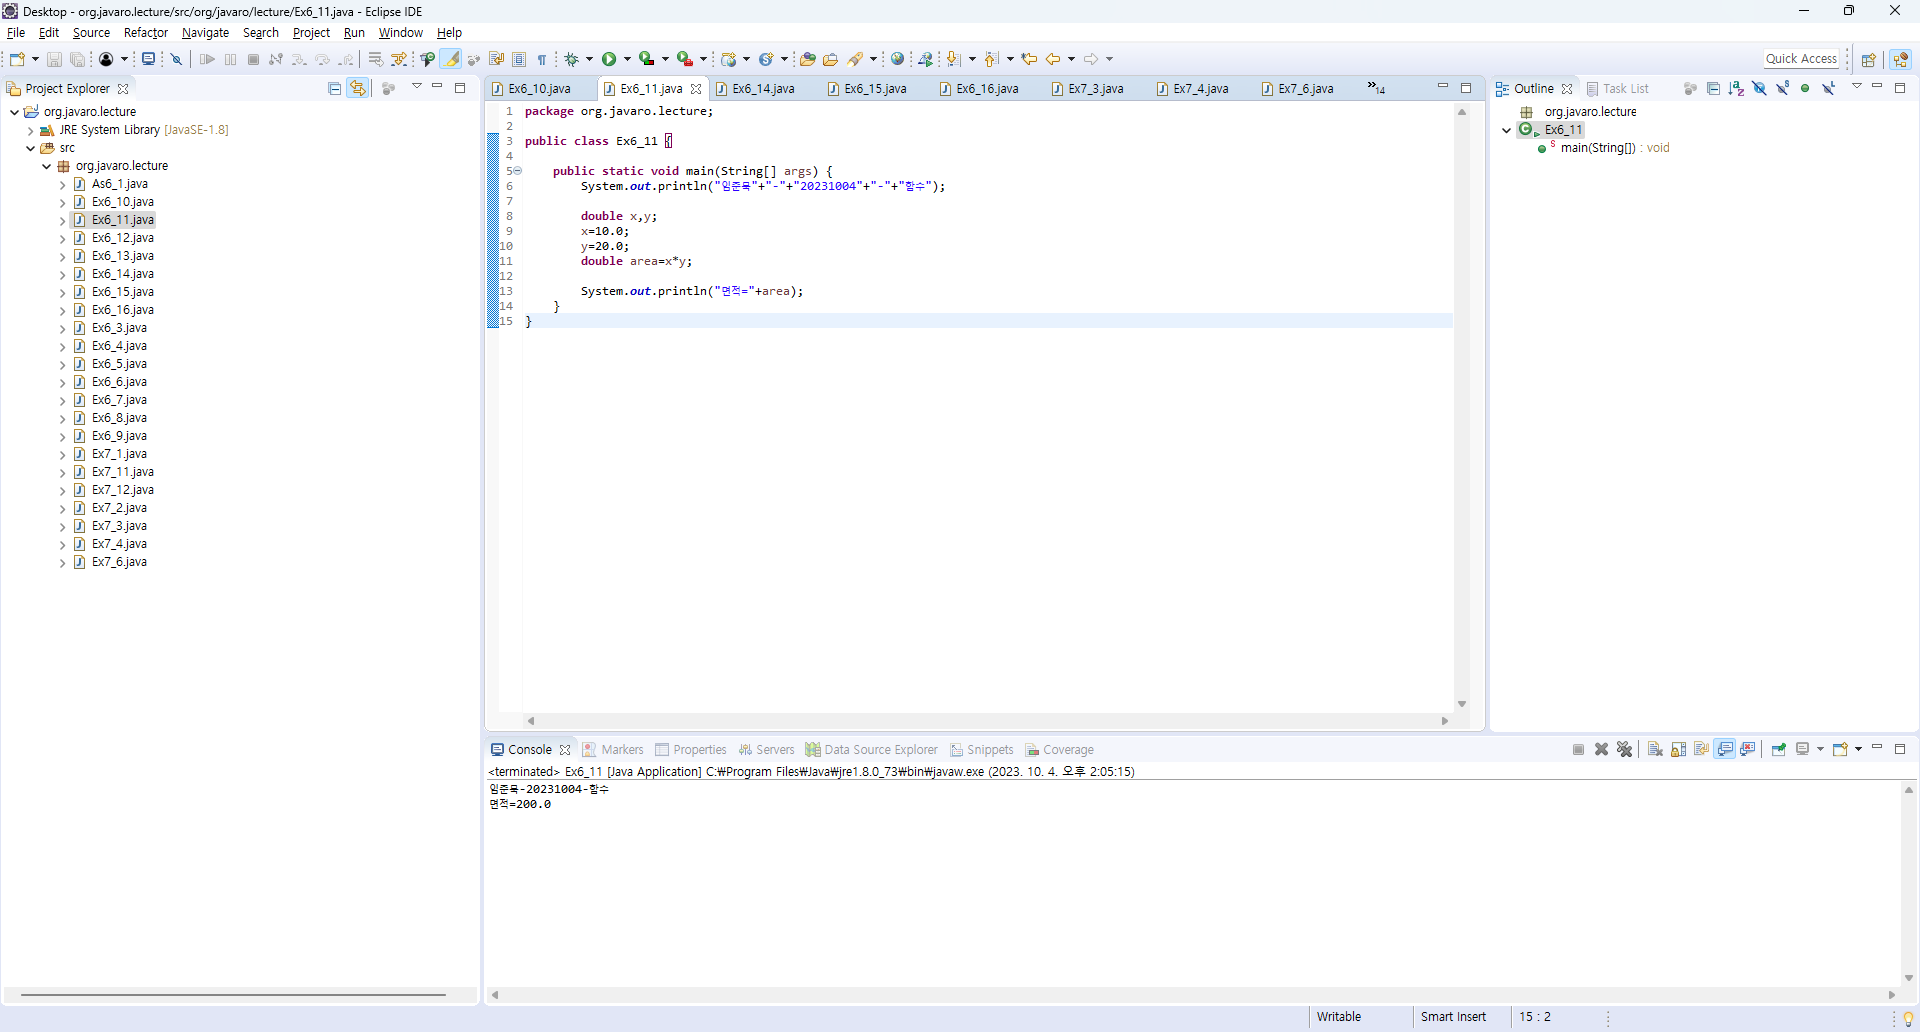 Desktop - org.javaro.lecture/src/org/javaro/lecture/Ex6_11.java - Eclipse IDE
File Edit Source Refactor Navigate Search Project Run Window Help
Quick Access
Project Explorer
org.javaro.lecture
JRE System Library [JavaSE-1.8]
src
org.javaro.lecture
As6_1.java
Ex6_10.java
Ex6_11.java
Ex6_12.java
Ex6_13.java
Ex6_14.java
Ex6_15.java
Ex6_16.java
Ex6_3.java
Ex6_4.java
Ex6_5.java
Ex6_6.java
Ex6_7.java
Ex6_8.java
Ex6_9.java
Ex7_1.java
Ex7_11.java
Ex7_12.java
Ex7_2.java
Ex7_3.java
Ex7_4.java
Ex7_6.java
Ex6_10.java Ex6_11.java Ex6_14.java Ex6_15.java Ex6_16.java Ex7_3.java Ex7_4.java Ex7_6.java »14
1 package org.javaro.lecture;
2
3 public class Ex6_11 {
4
5 public static void main(String[] args) {
6 System.out.println("임준묵"+"-"+"20231004"+"-"+"함수");
7
8 double x,y;
9 x=10.0;
10 y=20.0;
11 double area=x*y;
12
13 System.out.println("면적="+area);
14 }
15 }
Outline Task List
org.javaro.lecture
Ex6_11
main(String[]) : void
Console Markers Properties Servers Data Source Explorer Snippets Coverage
<terminated> Ex6_11 [Java Application] C:₩Program Files₩Java₩jre1.8.0_73₩bin₩javaw.exe (2023. 10. 4. 오후 2:05:15)
임준묵-20231004-함수
면적=200.0
Writable Smart Insert 15 : 2